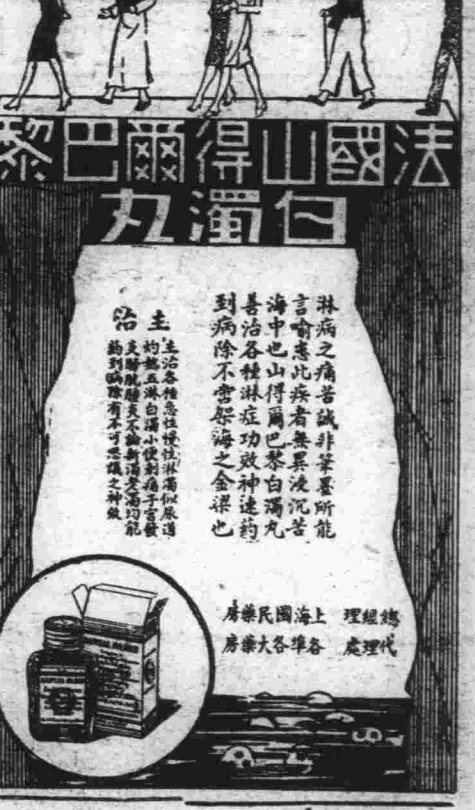 法國山得爾巴黎
白濁丸
淋病之痛苦誠非筆墨所能
言喻患此疾者無異浸沉苦
海中也山得爾巴黎白濁丸
善治各種淋症功效神速葯
到病除不啻架海之金梁也
主治
主治各種急性慢性淋濁似尿道
灼熱五淋白濁小便刺痛子宮發
炎膀胱腫炎不論新濁老濁均能
葯到病除有不可思議之神效
總經理 上海國民藥房
代理處 各埠各大藥房